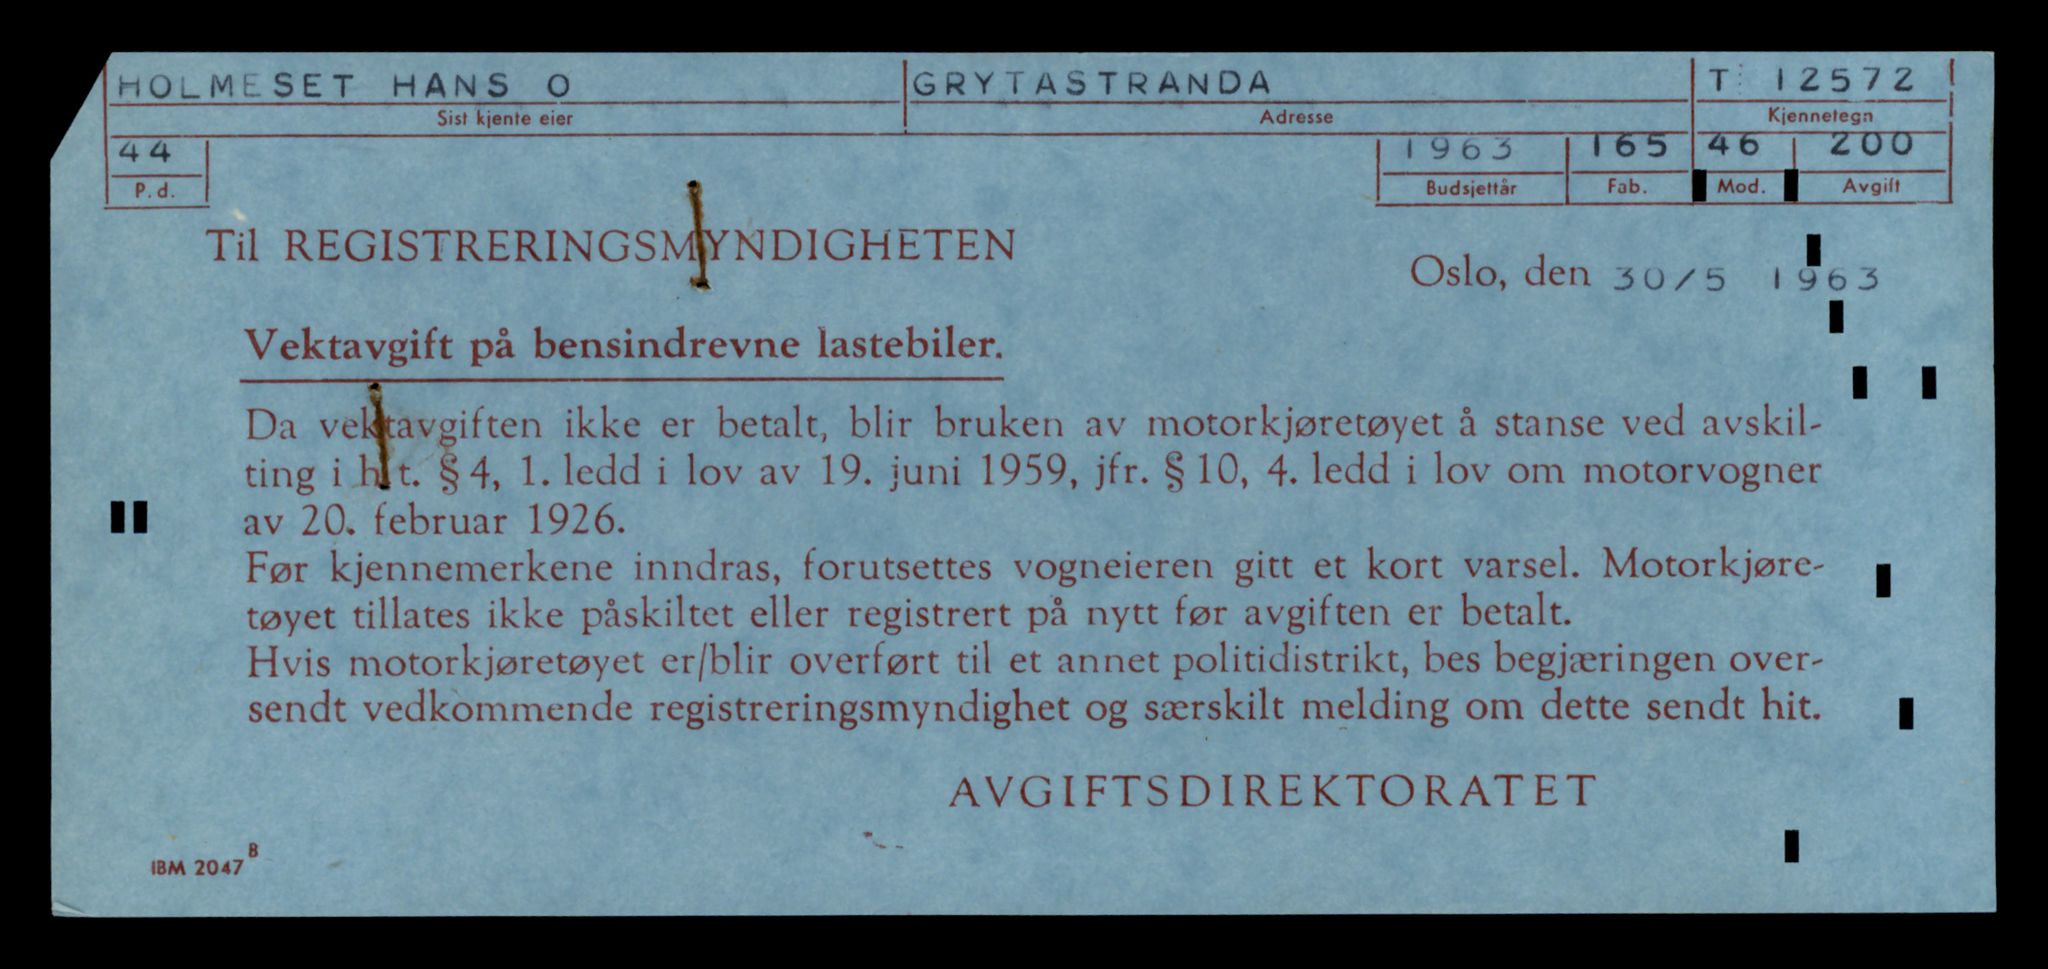 HOLMESET HANS O GRYTASTRANDA T 12572
Sist kjente eier Adresse Kjennetegn
44 1963 165 46 200
P. d. Budsjettår Fab. Mod. Avgift
Til REGISTRERINGSMYNDIGHETEN
Oslo, den 30/5 1963
Vektavgift på bensindrevne lastebiler.
Da vektavgiften ikke er betalt, blir bruken av motorkjøretøyet å stanse ved avskil-
ting i h.t. § 4, 1. ledd i lov av 19. juni 1959, jfr. § 10, 4. ledd i lov om motorvogner
av 20. februar 1926.
Før kjennemerkene inndras, forutsettes vogneieren gitt et kort varsel. Motorkjøre-
tøyet tillates ikke påskiltet eller registrert på nytt før avgiften er betalt.
Hvis motorkjøretøyet er/blir overført til et annet politidistrikt, bes begjæringen over-
sendt vedkommende registreringsmyndighet og særskilt melding om dette sendt hit.
AVGIFTSDIREKTORATET
IBM 2047 B